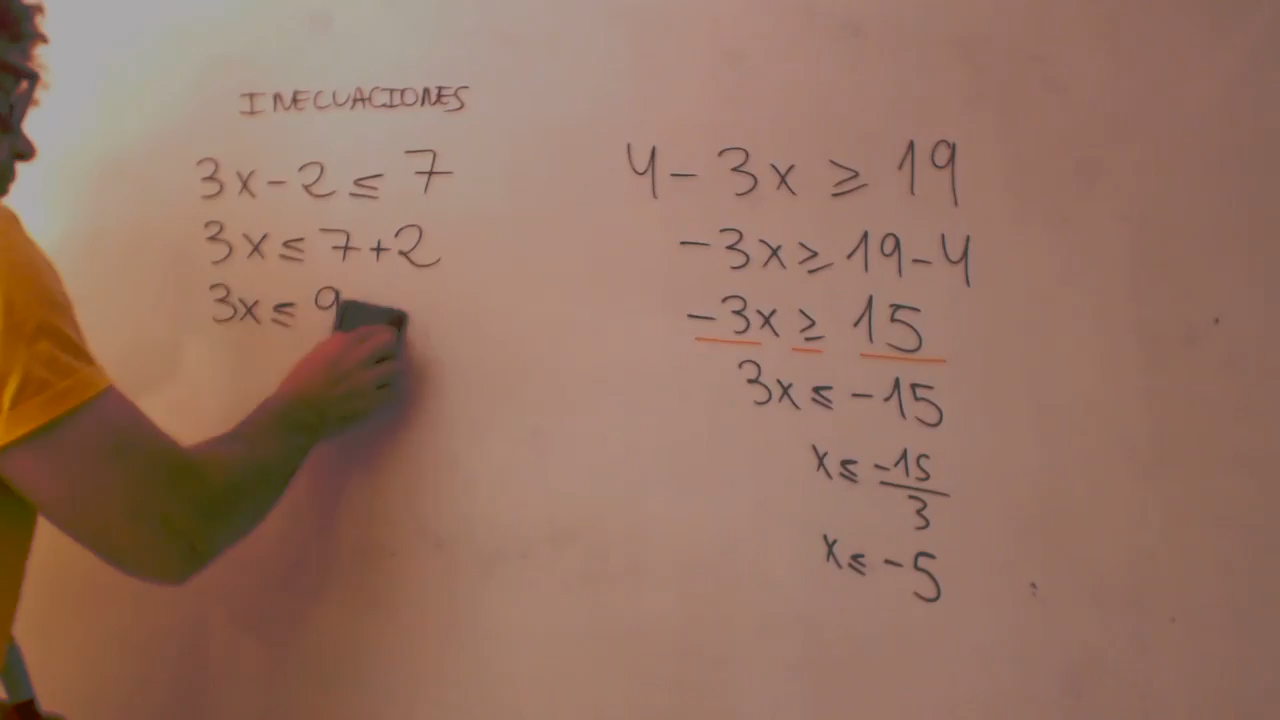 INECUACIONES
3x-2 ≤ 7
3x ≤ 7+2
3x ≤ 9
4-3x ≥ 19
-3x ≥ 19-4
-3x ≥ 15
3x ≤ -15
x ≤ -15/3
x ≤ -5